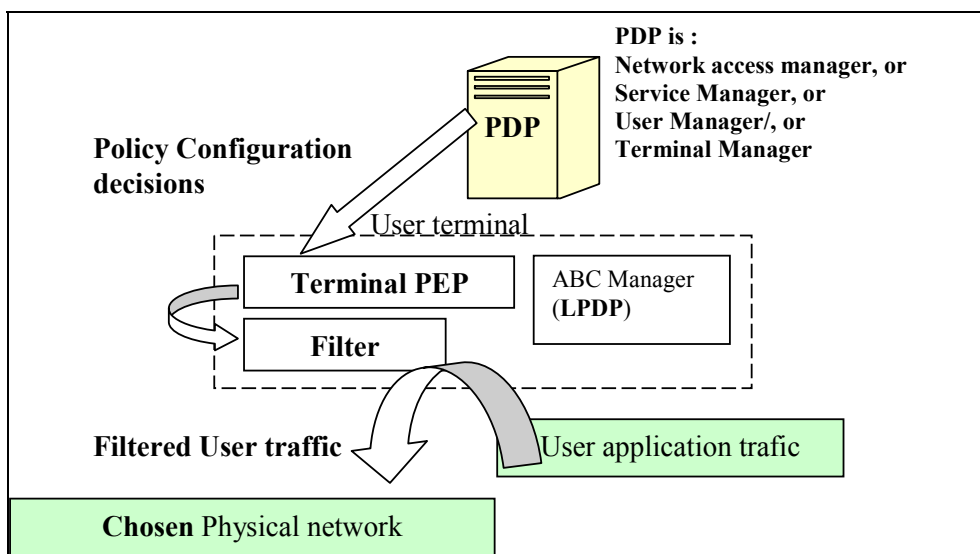 PDP is :
Network access manager, or
Service Manager, or
User Manager/, or
Terminal Manager
PDP
Policy Configuration
decisions
User terminal
Terminal PEP
ABC Manager
(LPDP)
Filter
Filtered User traffic
User application trafic
Chosen Physical network